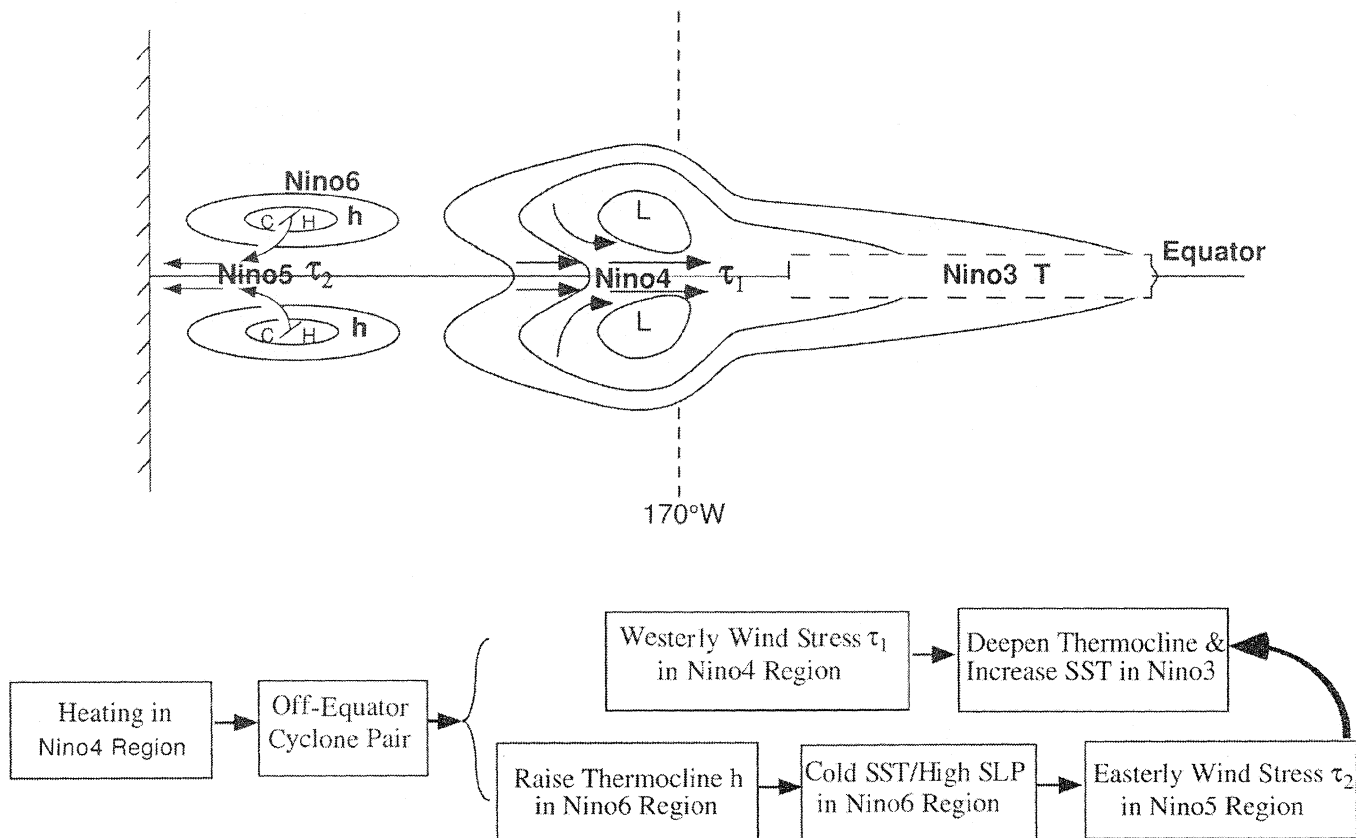 Nino6
C H h
L
Equator
Nino5 τ2
Nino4 τ1
Nino3 T
C H h
L
170°W
Westerly Wind Stress τ1
in Nino4 Region
Deepen Thermocline &
Increase SST in Nino3
Heating in
Nino4 Region
Off-Equator
Cyclone Pair
Raise Thermocline h
in Nino6 Region
Cold SST/High SLP
in Nino6 Region
Easterly Wind Stress τ2
in Nino5 Region